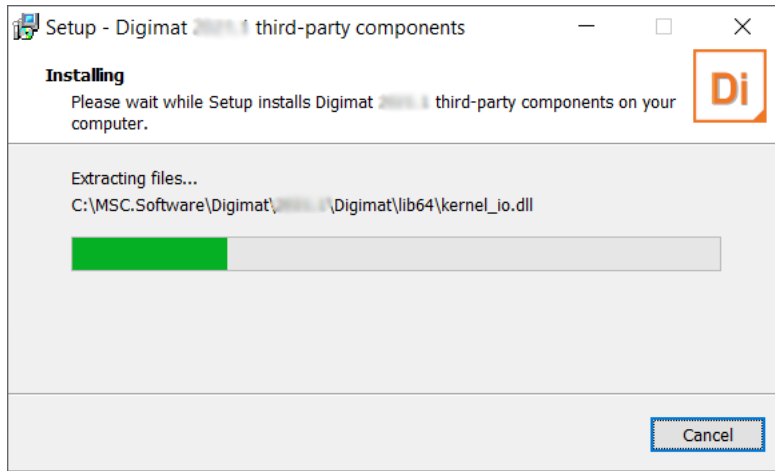 Setup - Digimat third-party components
Installing
Di
Please wait while Setup installs Digimat third-party components on your
computer.
Extracting files...
C:\MSC.Software\Digimat\ \Digimat\lib64\kernel_io.dll
Cancel